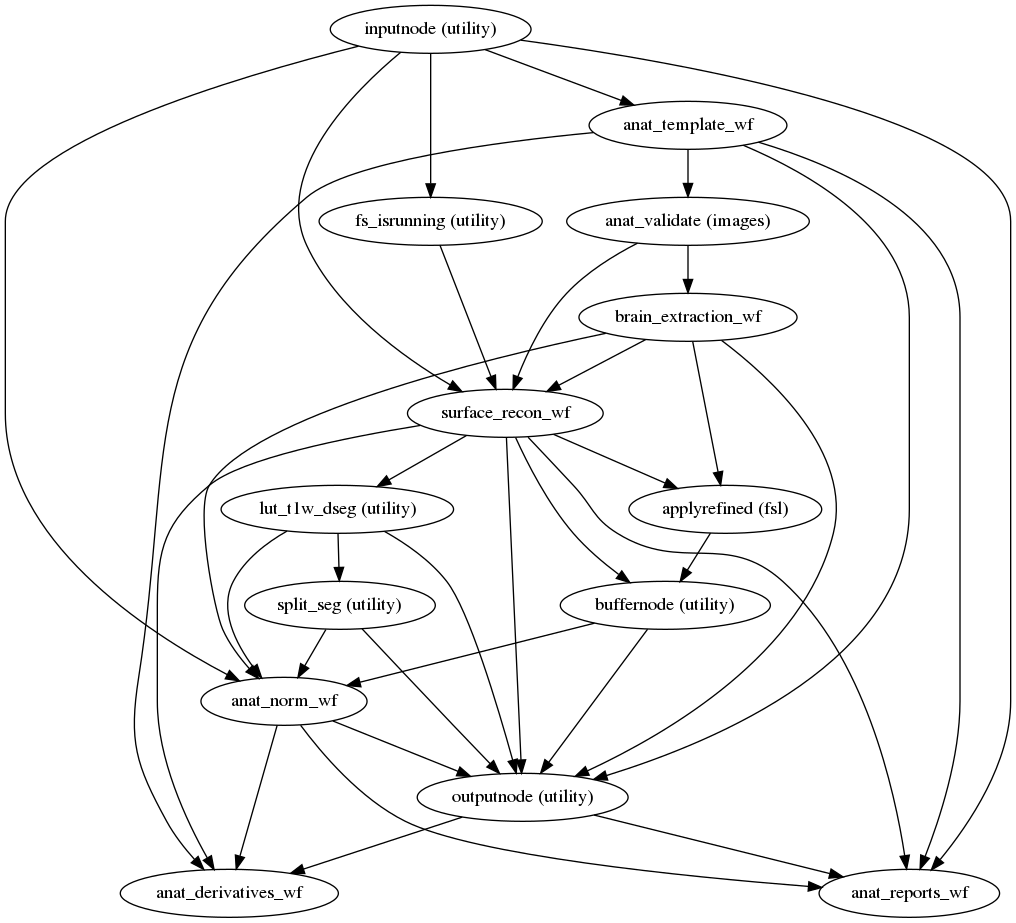 inputnode (utility)
anat_template_wf
fs_isrunning (utility)
anat_validate (images)
brain_extraction_wf
surface_recon_wf
lut_t1w_dseg (utility)
applyrefined (fsl)
split_seg (utility)
buffernode (utility)
anat_norm_wf
outputnode (utility)
anat_derivatives_wf
anat_reports_wf